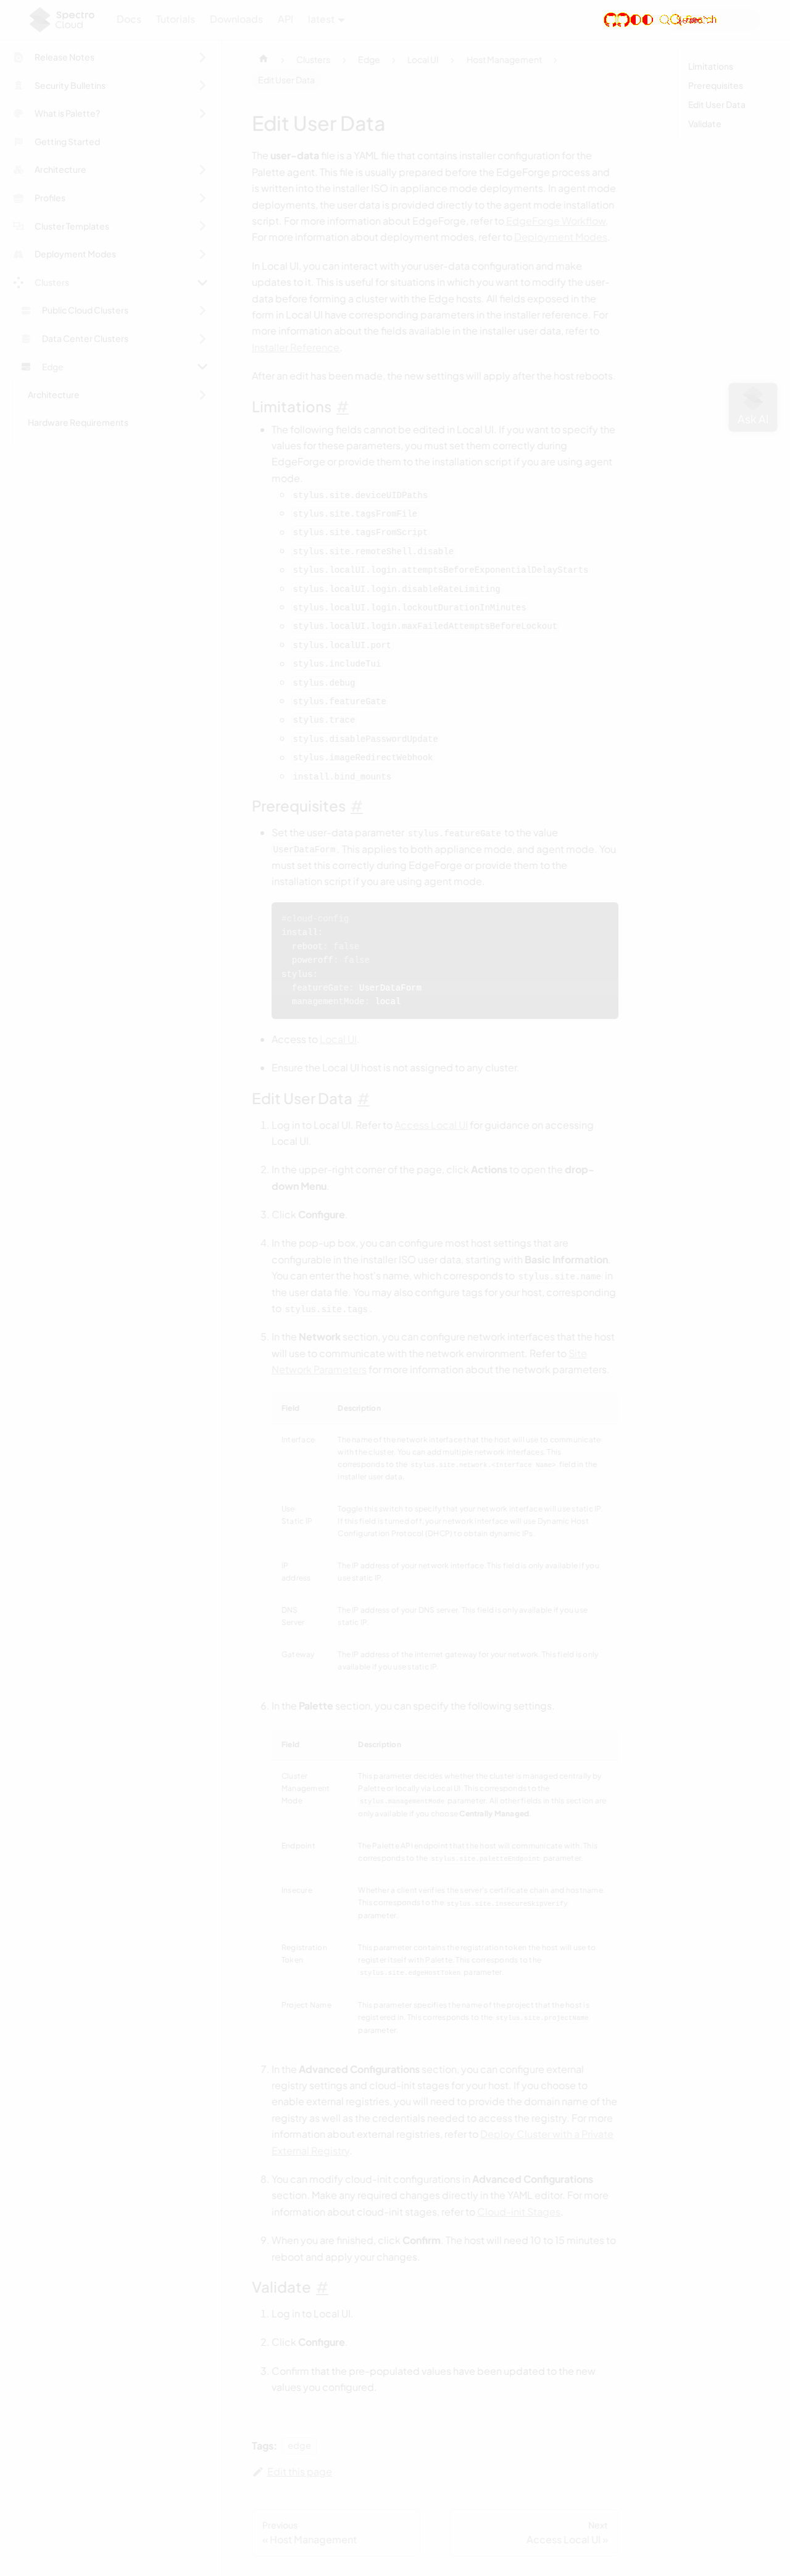 Spectro
Cloud
Docs
Tutorials
Downloads
API
latest
Release Notes
Security Bulletins
What is Palette?
Getting Started
Architecture
Profiles
Cluster Templates
Deployment Modes
Clusters
Public Cloud Clusters
Data Center Clusters
Edge
Architecture
Hardware Requirements
Clusters
Edge
Local UI
Host Management
Edit User Data
Limitations
Prerequisites
Edit User Data
Validate
Ask AI
Edit User Data
The user-data file is a YAML file that contains installer configuration for the
Palette agent. This file is usually prepared before the EdgeForge process and
is written into the installer ISO in appliance mode deployments. In agent mode
deployments, the user data is provided directly to the agent mode installation
script. For more information about EdgeForge, refer to EdgeForge Workflow.
For more information about deployment modes, refer to Deployment Modes.
In Local UI, you can interact with your user-data configuration and make
updates to it. This is useful for situations in which you want to modify the user-
data before forming a cluster with the Edge hosts. All fields exposed in the
form in Local UI have corresponding parameters in the installer reference. For
more information about the fields available in the installer user data, refer to
Installer Reference.
After an edit has been made, the new settings will apply after the host reboots.
Limitations #
The following fields cannot be edited in Local UI. If you want to specify the
values for these parameters, you must set them correctly during
EdgeForge or provide them to the installation script if you are using agent
mode.
stylus.site.deviceUIDPaths
stylus.site.tagsFromFile
stylus.site.tagsFromScript
stylus.site.remoteShell.disable
stylus.localUI.login.attemptsBeforeExponentialDelayStarts
stylus.localUI.login.disableRateLimiting
stylus.localUI.login.lockoutDurationInMinutes
stylus.localUI.login.maxFailedAttemptsBeforeLockout
stylus.localUI.port
stylus.includeTui
stylus.debug
stylus.featureGate
stylus.trace
stylus.disablePasswordUpdate
stylus.imageRedirectWebhook
install.bind_mounts
Prerequisites #
Set the user-data parameter stylus.featureGate to the value
UserDataForm. This applies to both appliance mode, and agent mode. You
must set this correctly during EdgeForge or provide them to the
installation script if you are using agent mode.
#cloud-config
install:
reboot: false
poweroff: false
stylus:
featureGate: UserDataForm
managementMode: local
Access to Local UI.
Ensure the Local UI host is not assigned to any cluster.
Edit User Data #
1. Log in to Local UI. Refer to Access Local UI for guidance on accessing
Local UI.
2. In the upper-right corner of the page, click Actions to open the drop-
down Menu.
3. Click Configure.
4. In the pop-up box, you can configure most host settings that are
configurable in the installer ISO user data, starting with Basic Information.
You can enter the host's name, which corresponds to stylus.site.name in
the user data file. You may also configure tags for your host, corresponding
to stylus.site.tags.
5. In the Network section, you can configure network interfaces that the host
will use to communicate with the network environment. Refer to Site
Network Parameters for more information about the network parameters.
Field
Description
Interface
The name of the network interface that the host will use to communicate
with the cluster. You can add multiple network interfaces. This
corresponds to the stylus.site.network.<interface name> field in the
installer user data.
Use
Static IP
Toggle this switch to specify that your network interface will use static IP.
If this field is turned off, your network interface will use Dynamic Host
Configuration Protocol (DHCP) to obtain dynamic IPs.
IP
address
The IP address of your network interface. This field is only available if you
use static IP.
DNS
Server
The IP address of your DNS server. This field is only available if you use
static IP.
Gateway
The IP address of the internet gateway for your network. This field is only
available if you use static IP.
6. In the Palette section, you can specify the following settings.
Field
Description
Cluster
Management
Mode
This parameter decides whether the cluster is managed centrally by
Palette or locally via Local UI. This corresponds to the
stylus.managementMode parameter. All other fields in this section are
only available if you choose Centrally Managed.
Endpoint
The Palette API endpoint that the host will communicate with. This
corresponds to the stylus.site.paletteEndpoint parameter.
Insecure
Whether a client verifies the server's certificate chain and host name.
This corresponds to the stylus.site.insecureSkipVerify
parameter.
Registration
Token
This parameter contains the registration token the host will use to
register itself with Palette. This corresponds to the
stylus.site.edgeHostToken parameter.
Project Name
This parameter specifies the name of the project that the host is
registered in. This corresponds to the stylus.site.projectName
parameter.
7. In the Advanced Configurations section, you can configure external
registry settings and cloud-init stages for your host. If you choose to
enable external registries, you will need to provide the domain name of the
registry as well as the credentials needed to access the registry. For more
information about external registries, refer to Deploy Cluster with a Private
External Registry.
8. You can modify cloud-init configurations in Advanced Configurations
section. Make any required changes directly in the YAML editor. For more
information about cloud-init stages, refer to Cloud-init Stages.
9. When you are finished, click Confirm. The host will need 10 to 15 minutes to
reboot and apply your changes.
Validate #
1. Log in to Local UI.
2. Click Configure.
3. Confirm that the pre-populated values have been updated to the new
values you configured.
Tags: edge
Edit this page
Previous
« Host Management
Next
Access Local UI »